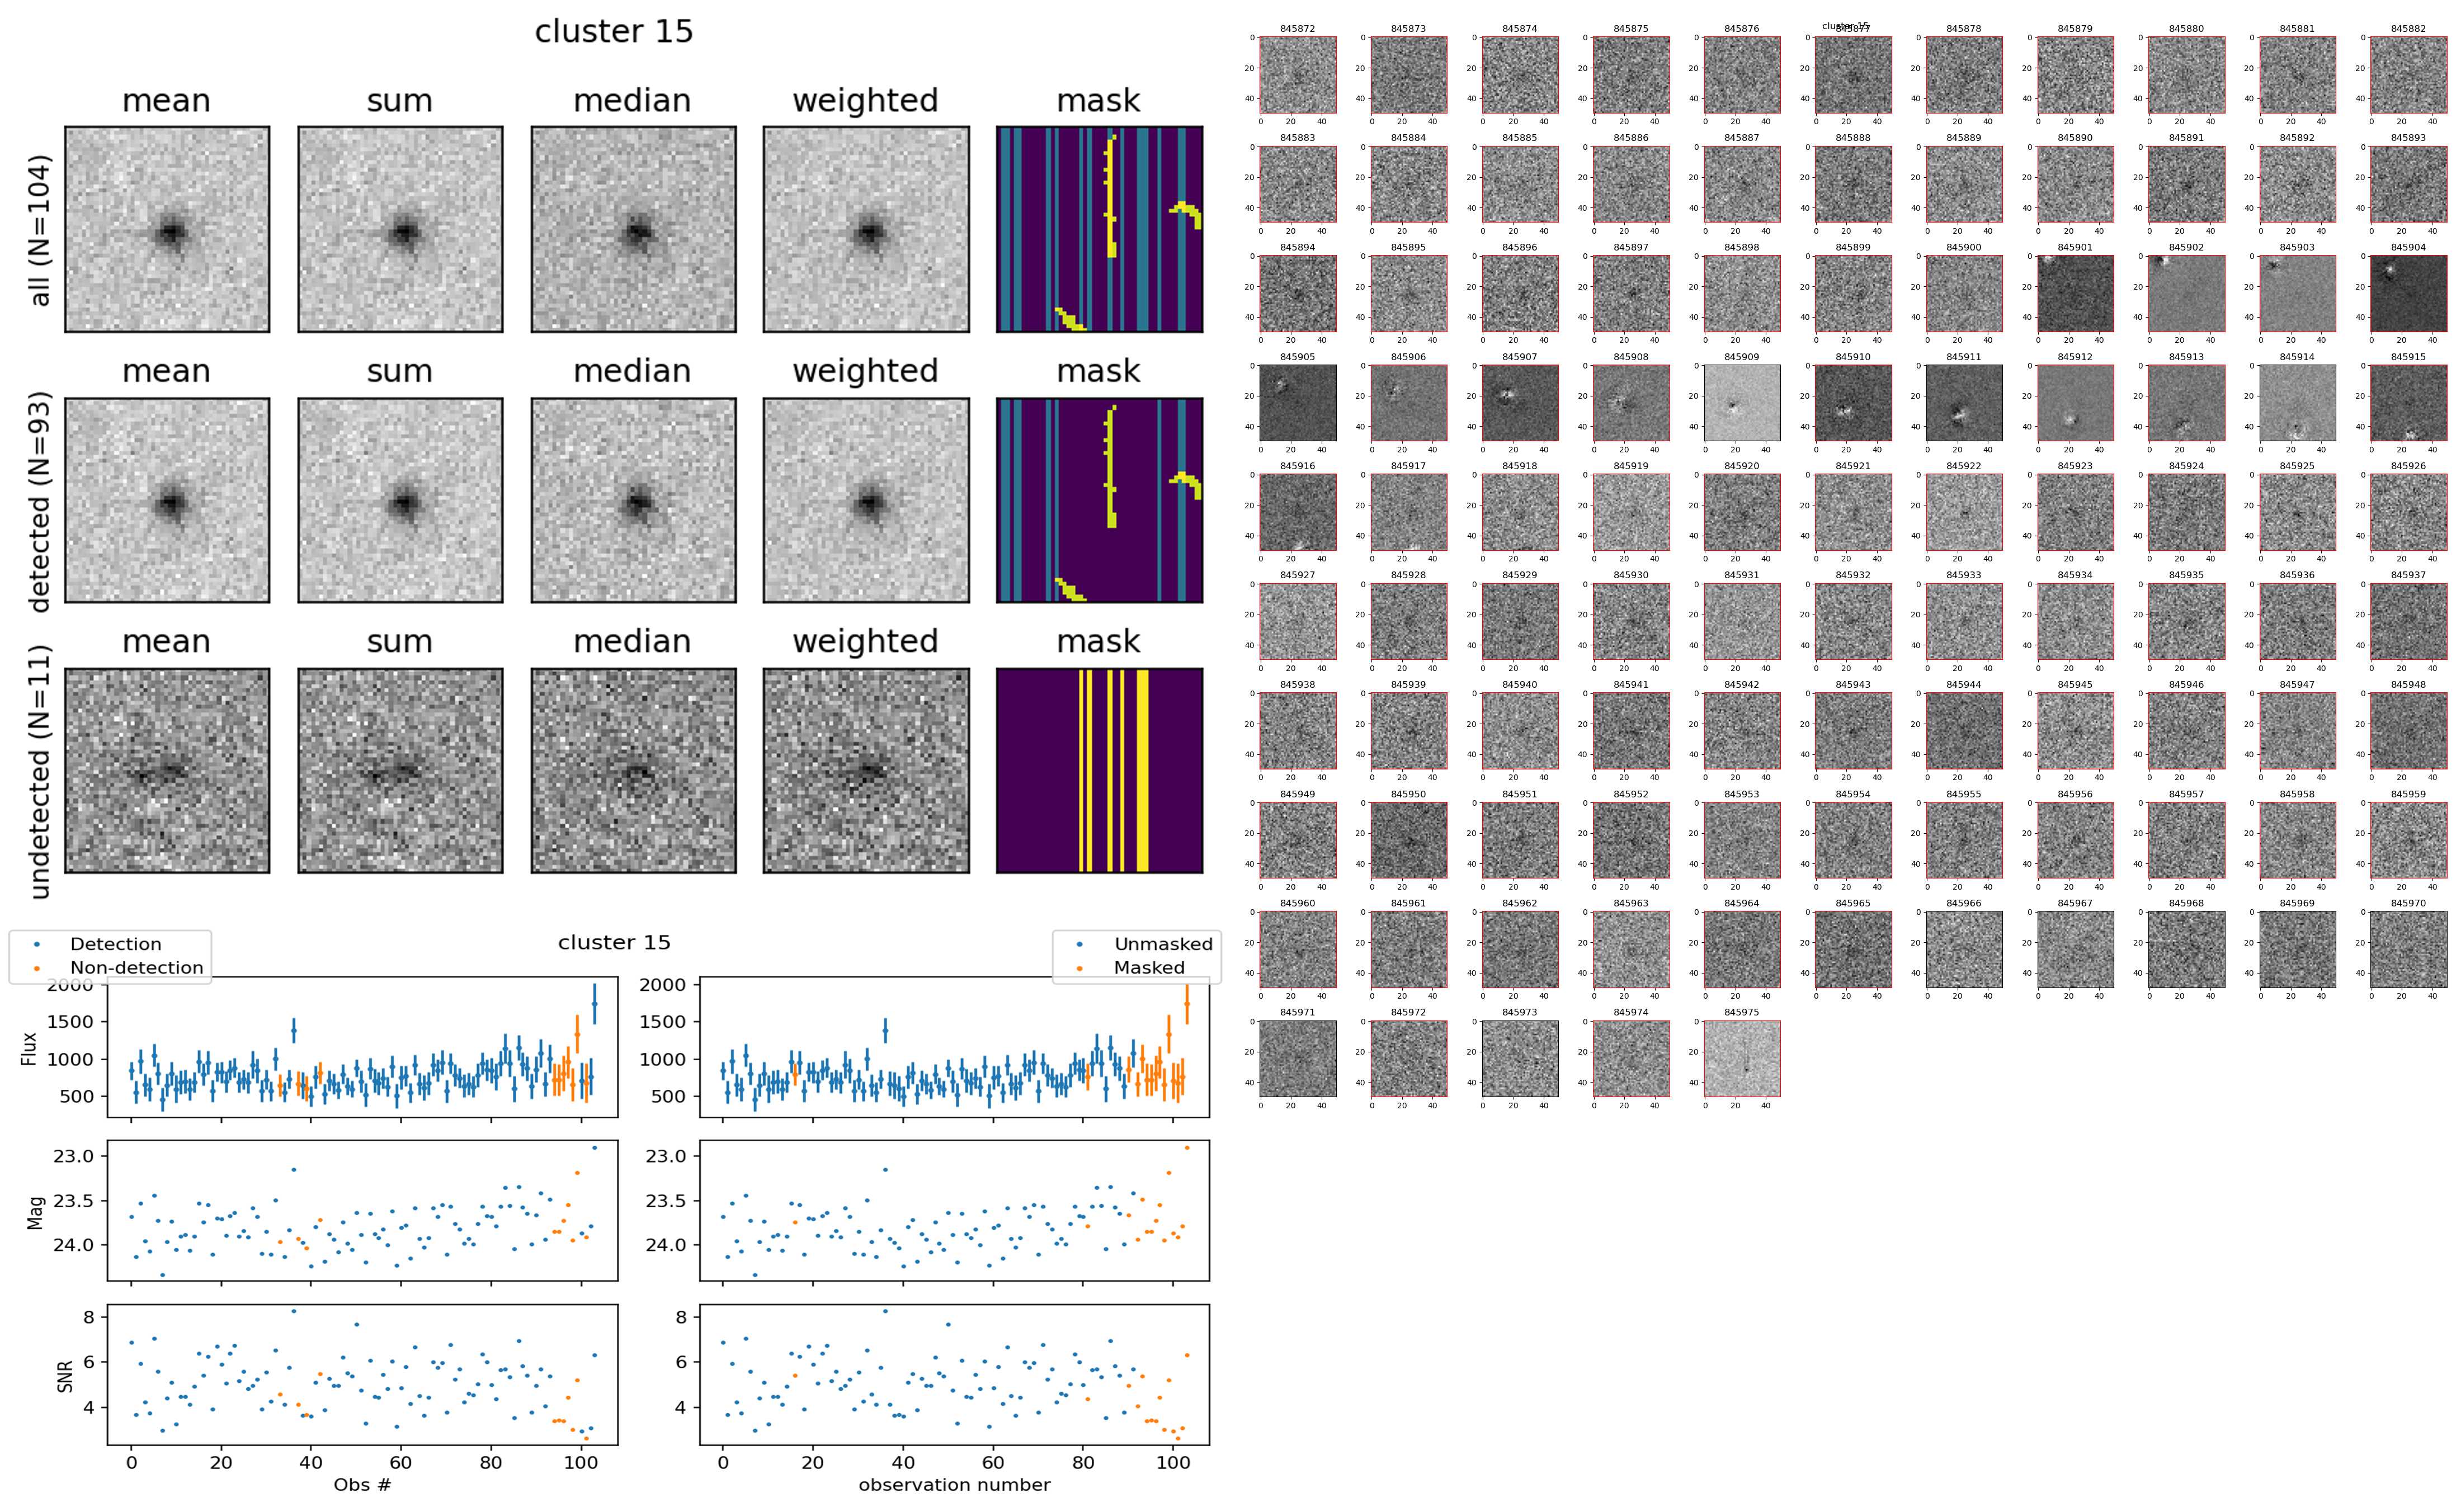 cluster 15
mean sum median weighted mask
all (N=104)
mean sum median weighted mask
detected (N=93)
mean sum median weighted mask
undetected (N=11)
cluster 15
Detection
Non-detection
Unmasked
Masked
Flux
2000
1500
1000
500
2000
1500
1000
500
Mag
23.0
23.5
24.0
23.0
23.5
24.0
SNR
8
6
4
8
6
4
0 20 40 60 80 100
Obs #
0 20 40 60 80 100
observation number
cluster 15
845872 845873 845874 845875 845876 845877 845878 845879 845880 845881 845882
845883 845884 845885 845886 845887 845888 845889 845890 845891 845892 845893
845894 845895 845896 845897 845898 845899 845900 845901 845902 845903 845904
845905 845906 845907 845908 845909 845910 845911 845912 845913 845914 845915
845916 845917 845918 845919 845920 845921 845922 845923 845924 845925 845926
845927 845928 845929 845930 845931 845932 845933 845934 845935 845936 845937
845938 845939 845940 845941 845942 845943 845944 845945 845946 845947 845948
845949 845950 845951 845952 845953 845954 845955 845956 845957 845958 845959
845960 845961 845962 845963 845964 845965 845966 845967 845968 845969 845970
845971 845972 845973 845974 845975